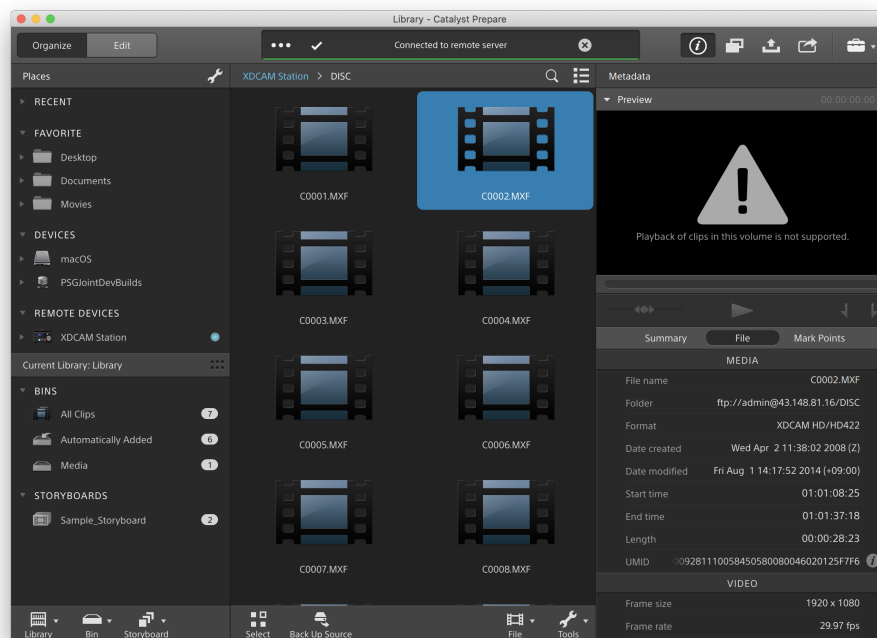 Library - Catalyst Prepare
Organize
Edit
Connected to remote server
Places
XDCAM Station > DISC
Metadata
RECENT
FAVORITE
Desktop
Documents
Movies
DEVICES
macOS
PSGJointDevBuilds
REMOTE DEVICES
XDCAM Station
Current Library: Library
BINS
All Clips 7
Automatically Added 6
Media 1
STORYBOARDS
Sample_Storyboard 2
C0001.MXF
C0002.MXF
C0003.MXF
C0004.MXF
C0005.MXF
C0006.MXF
C0007.MXF
C0008.MXF
Preview 00:00:00:00
Playback of clips in this volume is not supported.
Summary
File
Mark Points
MEDIA
File name C0002.MXF
Folder ftp://admin@43.148.81.16/DISC
Format XDCAM HD/HD422
Date created Wed Apr 2 11:38:02 2008 (Z)
Date modified Fri Aug 1 14:17:52 2014 (+09:00)
Start time 01:01:08:25
End time 01:01:37:18
Length 00:00:28:23
UMID 0092811100584505800800460201​25F7F6
VIDEO
Frame size 1920 x 1080
Frame rate 29.97 fps
Library
Bin
Storyboard
Select
Back Up Source
File
Tools